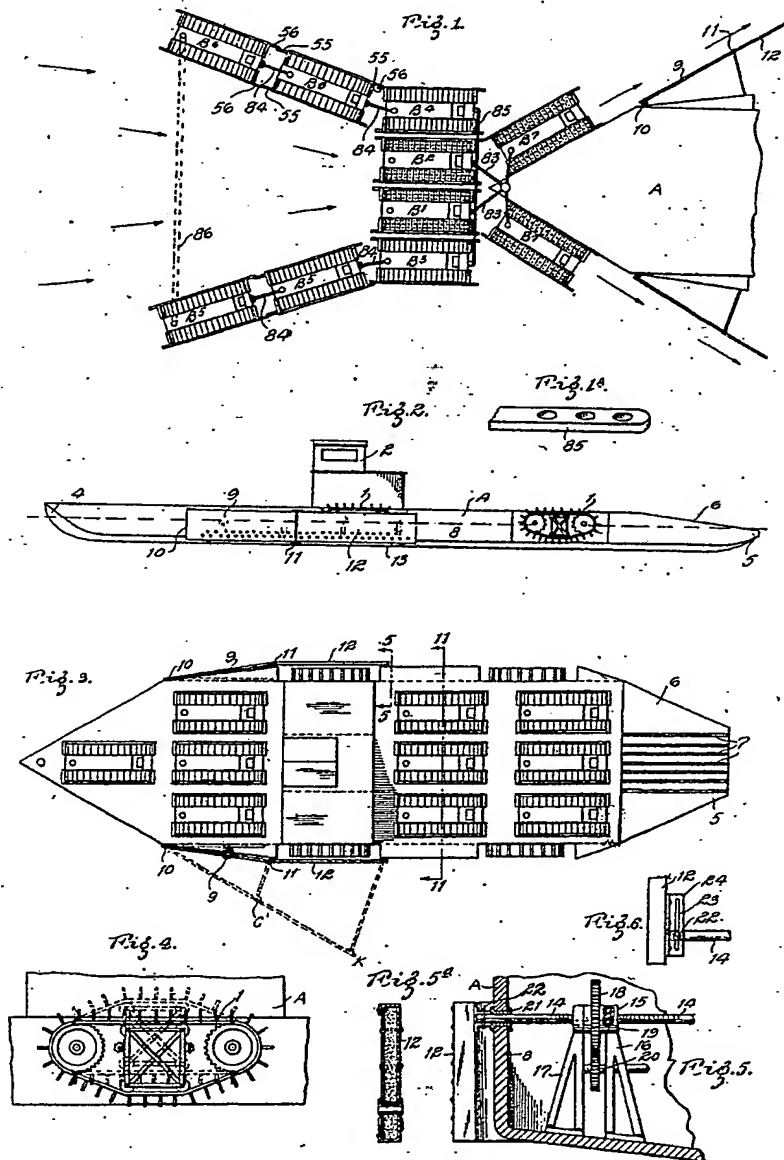 Fig. 1.
56 55 55 56 B6 B6 B4 85 B7 11 12 9 10
56 84 55 84 B2 83 A
B1 83
86 84 B3 B7
B5 B5 84
Fig. 2. Fig. 1a.
85
2
4 9 1 A 1 6
10 11 12 13 8 5
Fig. 3. 10 9 11 12 5 11
5 6 7
5
10 9 11 12 11
C K
Fig. 6. 12 24 23 22 14
Fig. 4. 1 A
Fig. 5a. 12
A 22 21 14 18 15 14
12 8 19 16 17 20 Fig. 5.